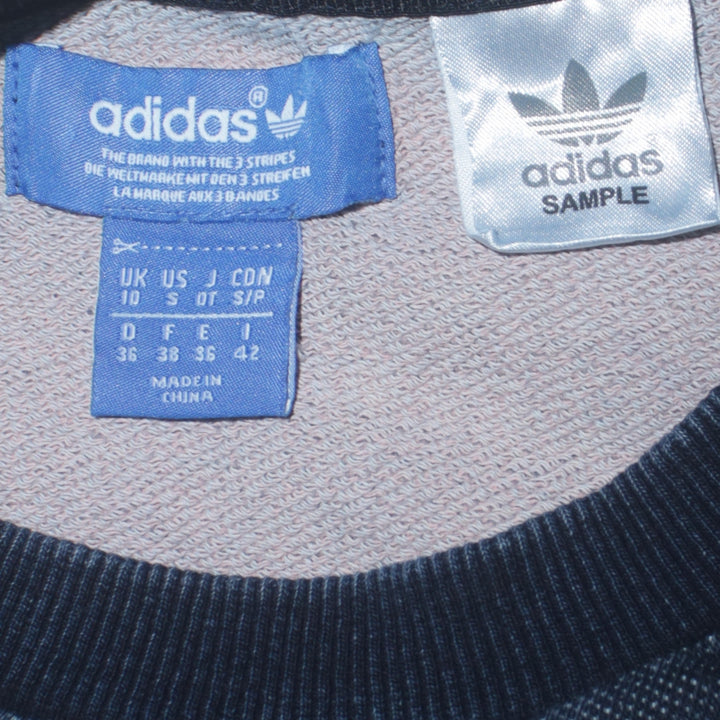 adidas®
THE BRAND WITH THE 3 STRIPES
DIE WELTMARKE MIT DEN 3 STREIFEN
LA MARQUE AUX 3 BANDES
UK US J CDN
10 S OT S/P
D F E I
36 38 36 42
MADE IN
CHINA
adidas
SAMPLE